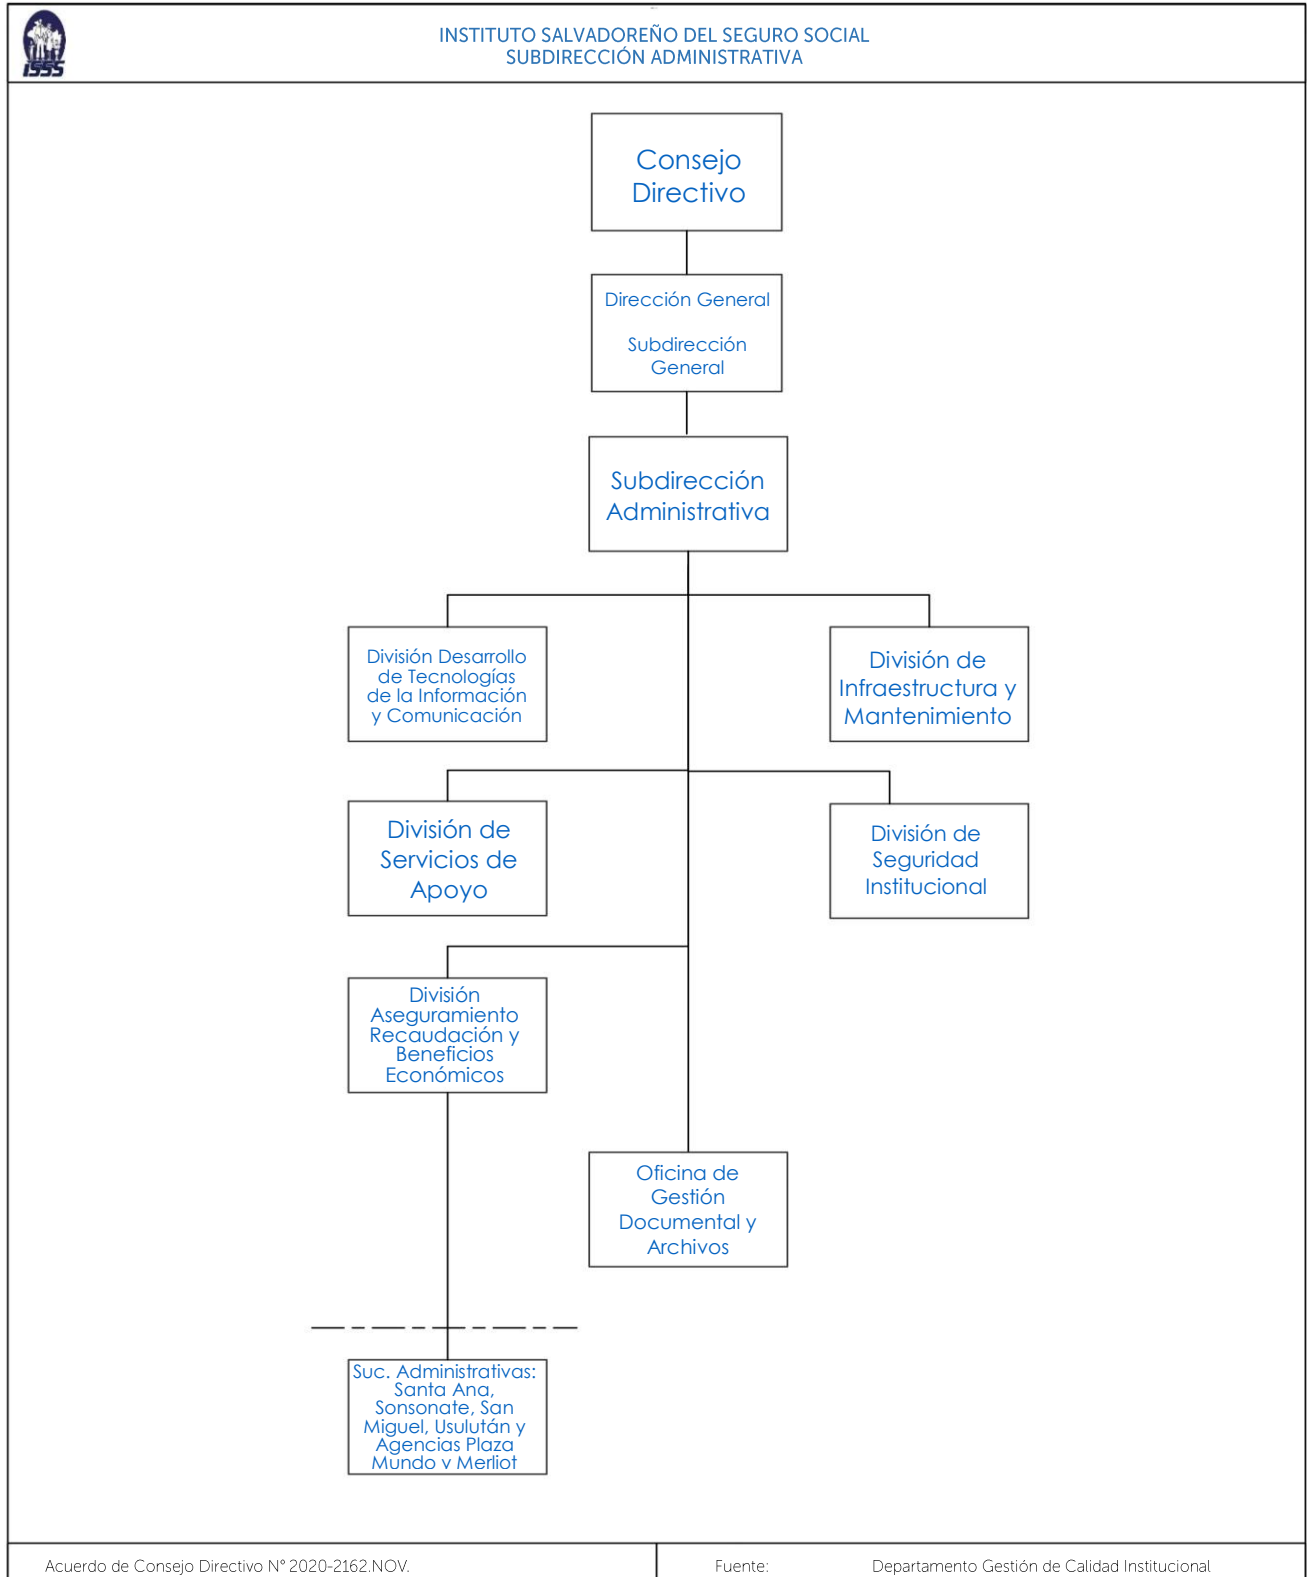 ISSS
INSTITUTO SALVADOREÑO DEL SEGURO SOCIAL
SUBDIRECCIÓN ADMINISTRATIVA
Consejo
Directivo
Dirección General
Subdirección
General
Subdirección
Administrativa
División Desarrollo
de Tecnologías
de la Información
y Comunicación
División de
Infraestructura y
Mantenimiento
División de
Servicios de
Apoyo
División de
Seguridad
Institucional
División
Aseguramiento
Recaudación y
Beneficios
Económicos
Oficina de
Gestión
Documental y
Archivos
Suc. Administrativas:
Santa Ana,
Sonsonate, San
Miguel, Usulután y
Agencias Plaza
Mundo y Merliot
Acuerdo de Consejo Directivo N° 2020-2162.NOV.
Fuente: Departamento Gestión de Calidad Institucional